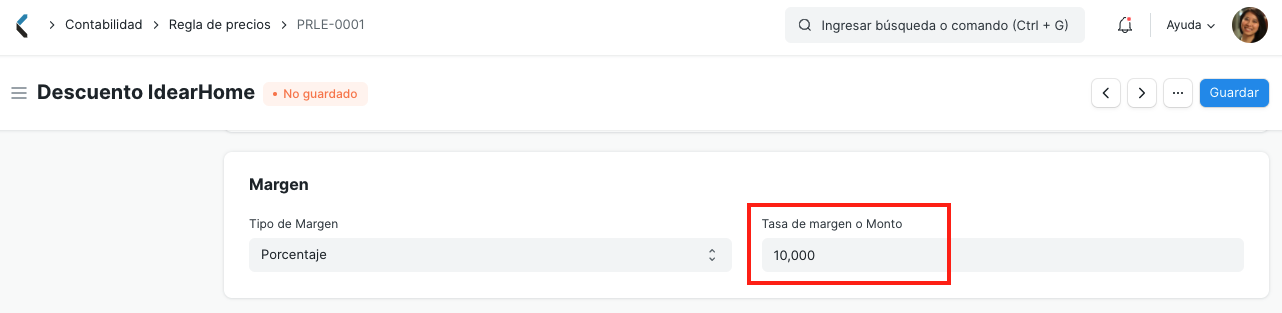 Contabilidad Regla de precios PRLE-0001 Ingresar búsqueda o comando (Ctrl + G) Ayuda
Descuento IdearHome • No guardado ... Guardar
Margen
Tipo de Margen Tasa de margen o Monto
Porcentaje 10,000